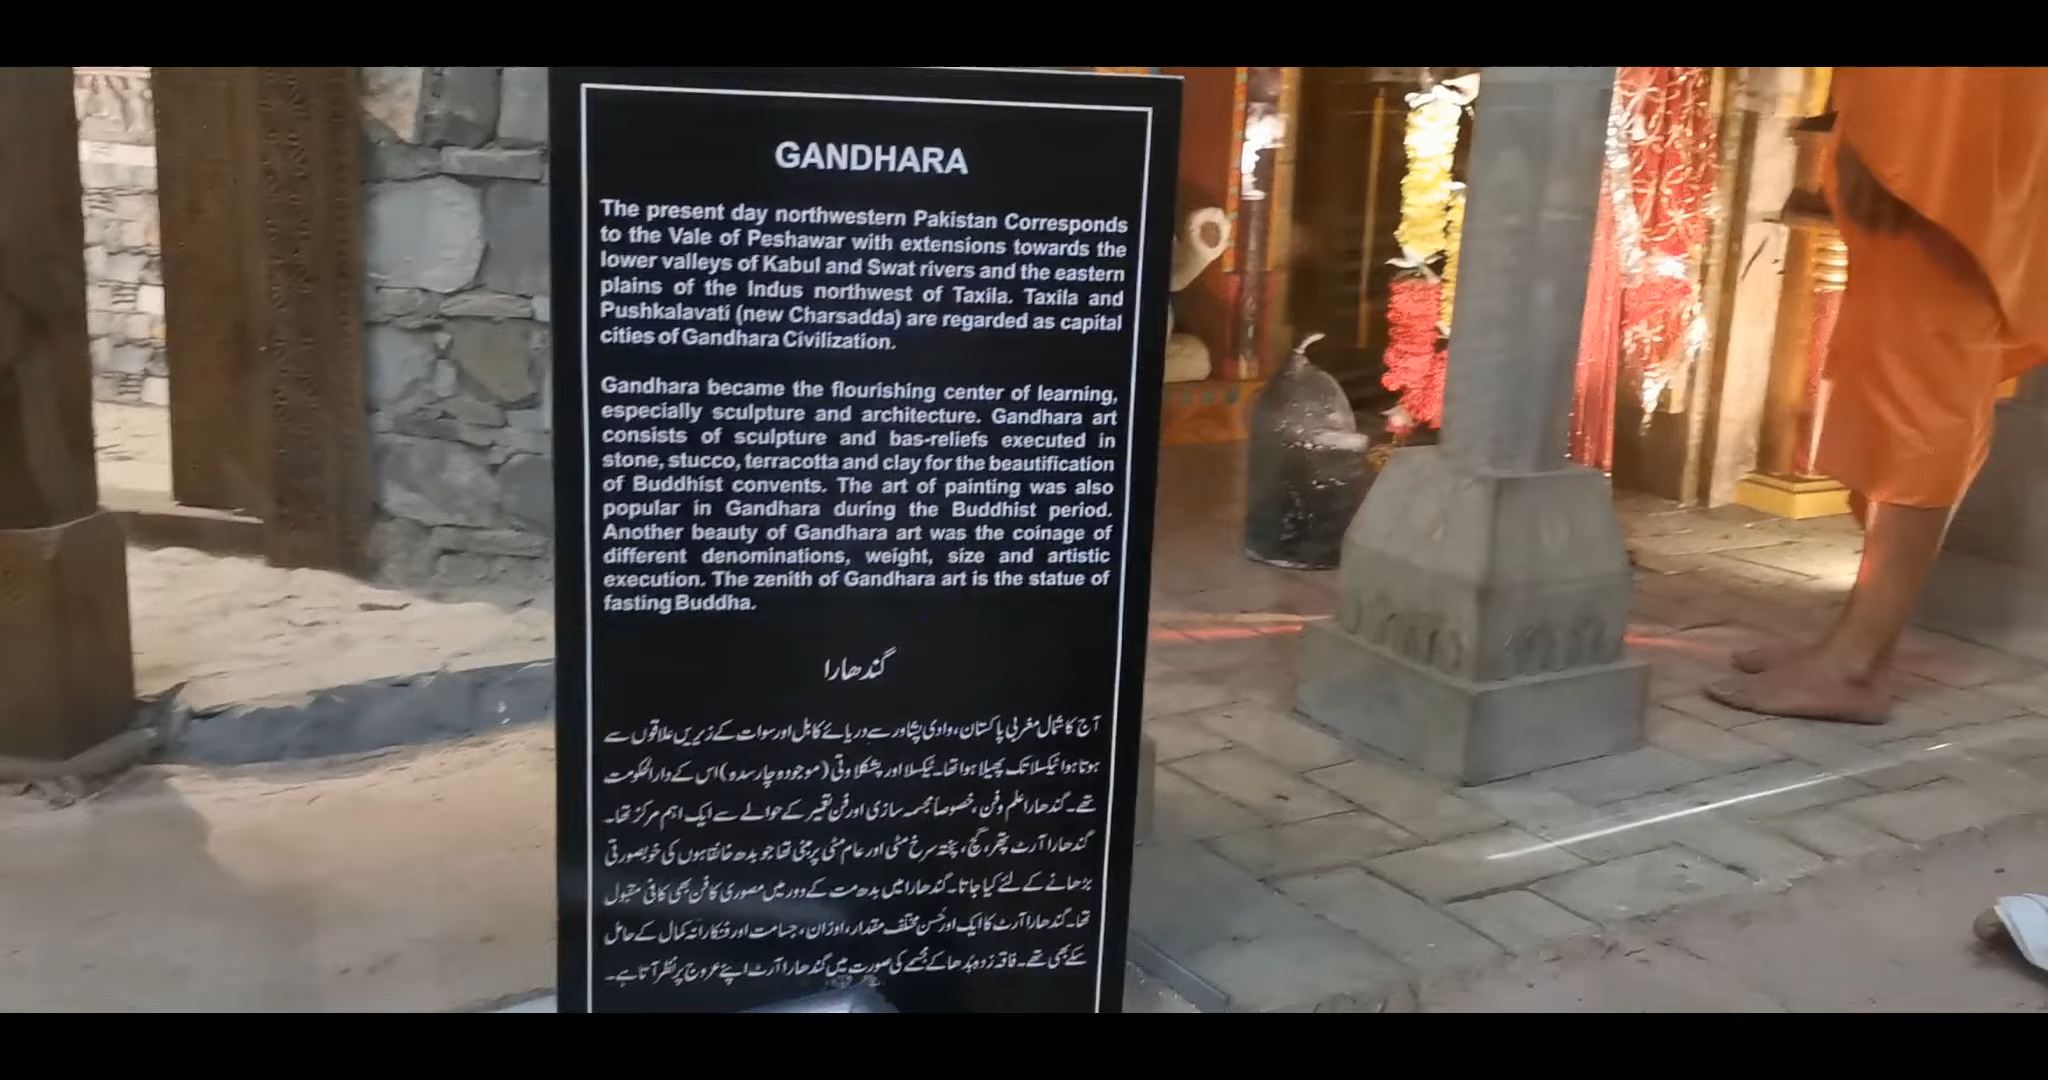 GANDHARA
The present day northwestern Pakistan Corresponds
to the Vale of Peshawar with extensions towards the
lower valleys of Kabul and Swat rivers and the eastern
plains of the Indus northwest of Taxila. Taxila and
Pushkalavati (new Charsadda) are regarded as capital
cities of Gandhara Civilization.
Gandhara became the flourishing center of learning,
especially sculpture and architecture. Gandhara art
consists of sculpture and bas-reliefs executed in
stone, stucco, terracotta and clay for the beautification
of Buddhist convents. The art of painting was also
popular in Gandhara during the Buddhist period.
Another beauty of Gandhara art was the coinage of
different denominations, weight, size and artistic
execution. The zenith of Gandhara art is the statue of
fasting Buddha.
گندھارا
آج کا شمال مغربی پاکستان، وادی پشاور سے دریائے کابل اور سوات کے زیریں علاقوں سے
ہوتا ہوا ٹیکسلا تک پھیلا ہوا تھا۔ ٹیکسلا اور پشکلاوتی (موجودہ چارسدہ) اس کے دارالحکومت
تھے۔ گندھارا علم وفن، خصوصاً مجسمہ سازی اور فن تعمیر کے حوالے سے ایک اہم مرکز تھا۔
گندھارا آرٹ پتھر، گچ، پختہ سرخ مٹی اور عام مٹی پر مبنی تھا جو بدھ خانقاہوں کی خوبصورتی
بڑھانے کے لئے کیا جاتا۔ گندھارا میں بدھ مت کے دور میں مصوری کا فن بھی کافی مقبول
تھا۔ گندھارا آرٹ کا ایک اور حُسن مختلف مقدار، اوزان، جسامت اور فنکارانہ کمال کے حامل
سکے بھی تھے۔ فاقہ زدہ بُدھا کے مجسمے کی صورت میں گندھارا آرٹ اپنے عروج پر نظر آتا ہے۔